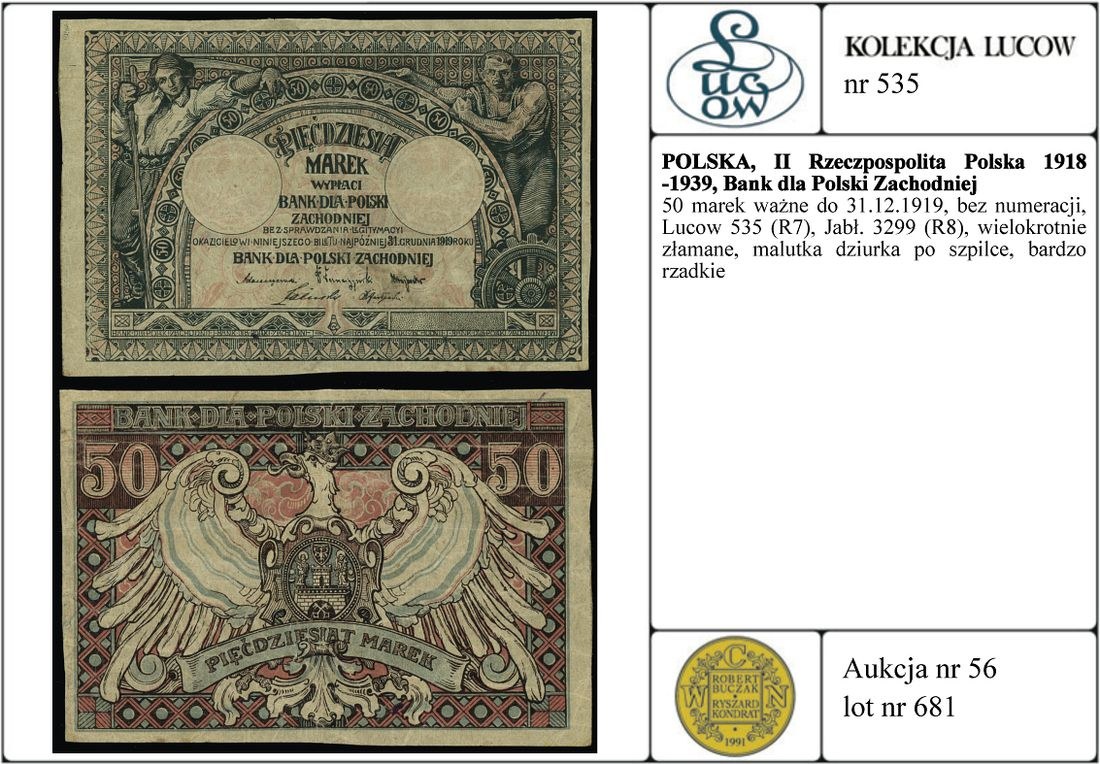 50
50
50
PIĘĆDZIESIĄT
MAREK
WYPŁACI
BANK·DLA·POLSKI
ZACHODNIEJ
BEZ·SPRAWDZANIA·LEGITYMACYI
OKAZICIELOWI·NINIEJSZEGO·BILETU·NAJPÓŹNIEJ 31.GRUDNIA 1919 ROKU
BANK·DLA·POLSKI·ZACHODNIEJ
BANK·DLA·POLSKI·ZACHODNIEJ
50 50
PIĘĆDZIESIĄT MAREK
Lucow
KOLEKCJA LUCOW
nr 535
POLSKA, II Rzeczpospolita Polska 1918
-1939, Bank dla Polski Zachodniej
50 marek ważne do 31.12.1919, bez numeracji,
Lucow 535 (R7), Jabł. 3299 (R8), wielokrotnie
złamane, malutka dziurka po szpilce, bardzo
rzadkie
C
W N
ROBERT
BUCZAK
RYSZARD
KONDRAT
1991
Aukcja nr 56
lot nr 681